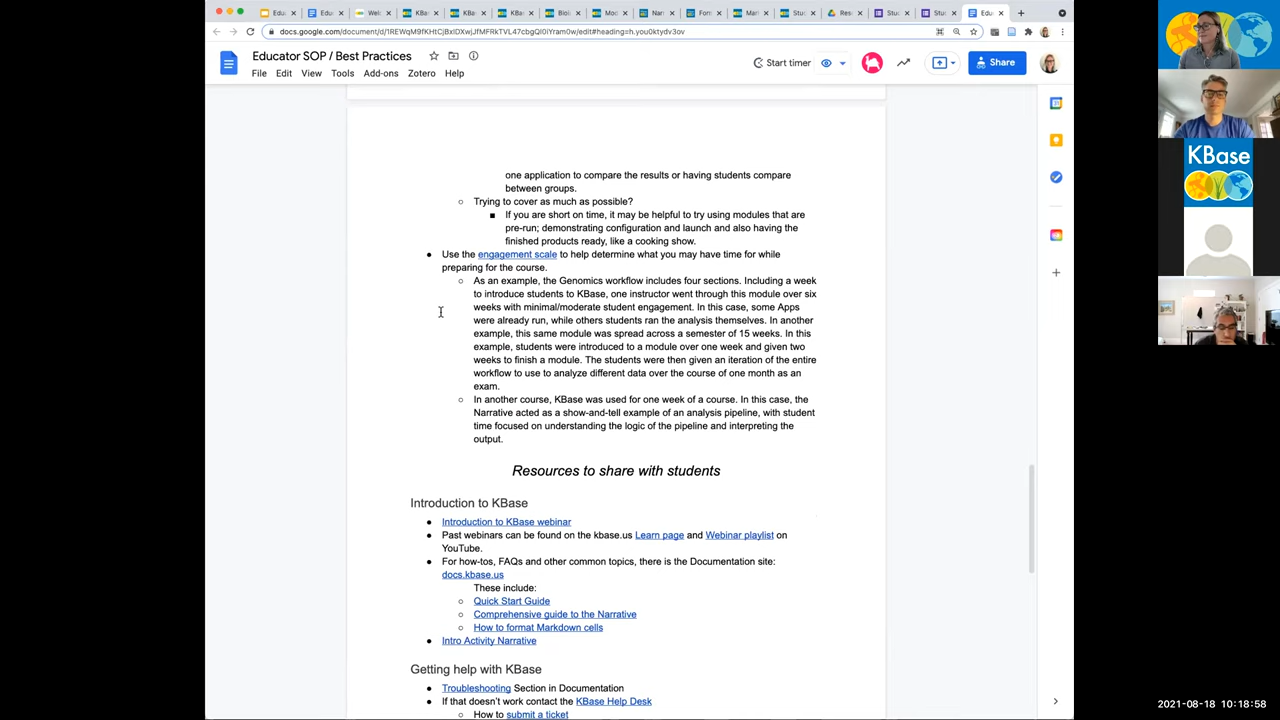 Edu
Edu
Welc
KBa
KBa
KBa
Biol
Mod
Narr
Form
Mar
Stud
Res
Stud
Stud
Educ
Educator SOP / Best Practices
File Edit View Tools Add-ons Zotero Help
Start timer
Share
one application to compare the results or having students compare
between groups.
○ Trying to cover as much as possible?
■ If you are short on time, it may be helpful to try using modules that are
pre-run; demonstrating configuration and launch and also having the
finished products ready, like a cooking show.
● Use the engagement scale to help determine what you may have time for while
preparing for the course.
○ As an example, the Genomics workflow includes four sections. Including a week
to introduce students to KBase, one instructor went through this module over six
weeks with minimal/moderate student engagement. In this case, some Apps
were already run, while others students ran the analysis themselves. In another
example, this same module was spread across a semester of 15 weeks. In this
example, students were introduced to a module over one week and given two
weeks to finish a module. The students were then given an iteration of the entire
workflow to use to analyze different data over the course of one month as an
exam.
○ In another course, KBase was used for one week of a course. In this case, the
Narrative acted as a show-and-tell example of an analysis pipeline, with student
time focused on understanding the logic of the pipeline and interpreting the
output.
Resources to share with students
Introduction to KBase
● Introduction to KBase webinar
● Past webinars can be found on the kbase.us Learn page and Webinar playlist on
YouTube.
● For how-tos, FAQs and other common topics, there is the Documentation site:
docs.kbase.us
These include:
○ Quick Start Guide
○ Comprehensive guide to the Narrative
○ How to format Markdown cells
● Intro Activity Narrative
Getting help with KBase
● Troubleshooting Section in Documentation
● If that doesn't work contact the KBase Help Desk
○ How to submit a ticket
KBase
2021-08-18 10:18:58